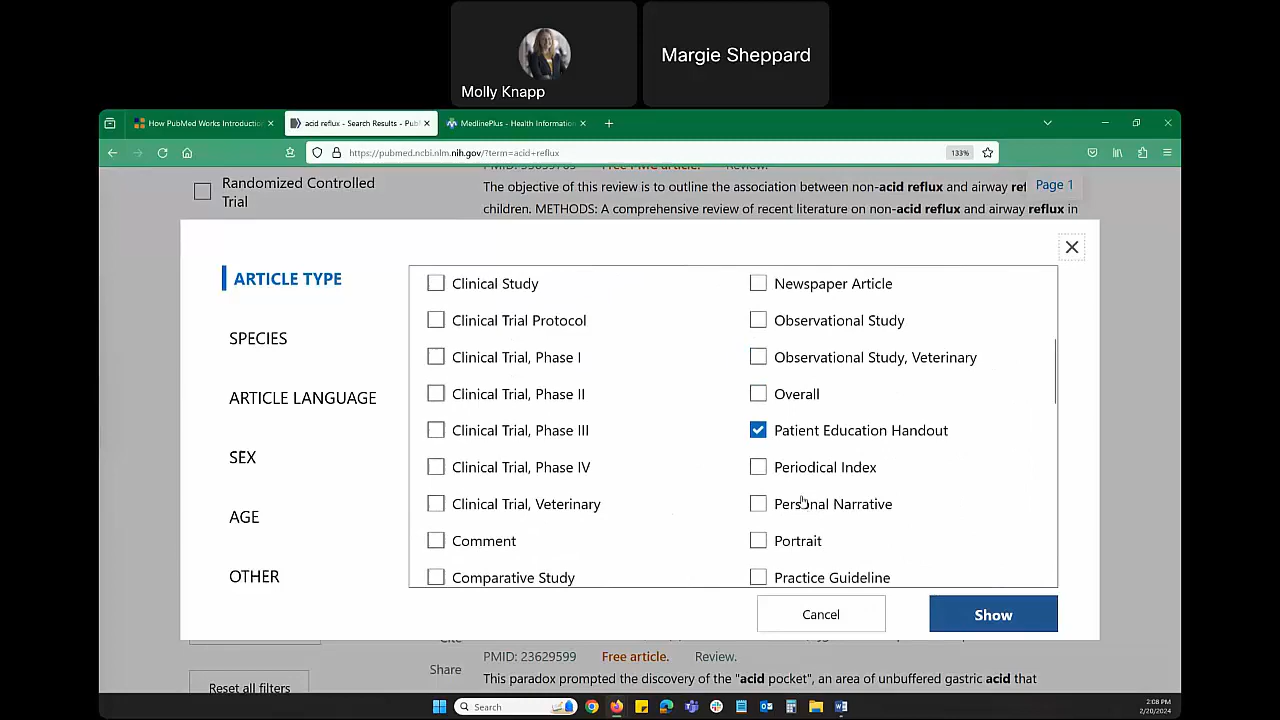 Molly Knapp
Margie Sheppard
How PubMed Works Introduction
acid reflux - Search Results - Pub
MedlinePlus - Health Information
https://pubmed.ncbi.nlm.nih.gov/?term=acid+reflux
133%
Randomized Controlled
Trial
Free PMC article.
Review.
The objective of this review is to outline the association between non-acid reflux and airway ref
Page 1
children. METHODS: A comprehensive review of recent literature on non-acid reflux and airway reflux in
ARTICLE TYPE
SPECIES
ARTICLE LANGUAGE
SEX
AGE
OTHER
Clinical Study
Clinical Trial Protocol
Clinical Trial, Phase I
Clinical Trial, Phase II
Clinical Trial, Phase III
Clinical Trial, Phase IV
Clinical Trial, Veterinary
Comment
Comparative Study
Newspaper Article
Observational Study
Observational Study, Veterinary
Overall
Patient Education Handout
Periodical Index
Personal Narrative
Portrait
Practice Guideline
Cancel
Show
Cite
PMID: 23629599 Free article. Review.
Share
This paradox prompted the discovery of the "acid pocket", an area of unbuffered gastric acid that
Reset all filters
Search
2:08 PM
2/20/2024